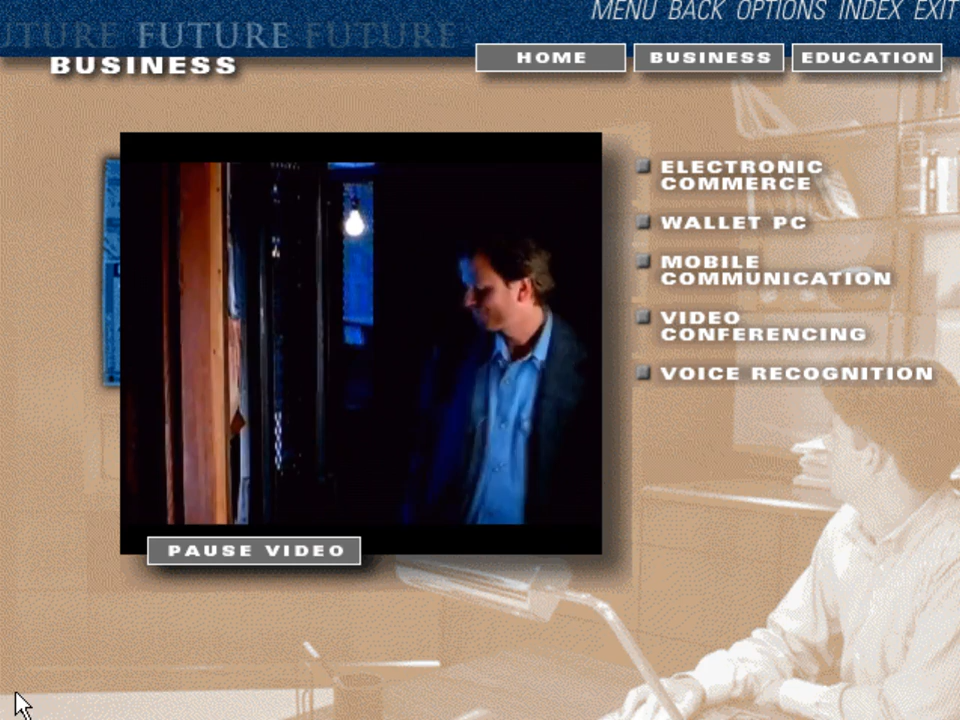 MENU BACK OPTIONS INDEX EXIT
FUTURE FUTURE FUTURE
BUSINESS
HOME
BUSINESS
EDUCATION
ELECTRONIC
COMMERCE
WALLET PC
MOBILE
COMMUNICATION
VIDEO
CONFERENCING
VOICE RECOGNITION
PAUSE VIDEO